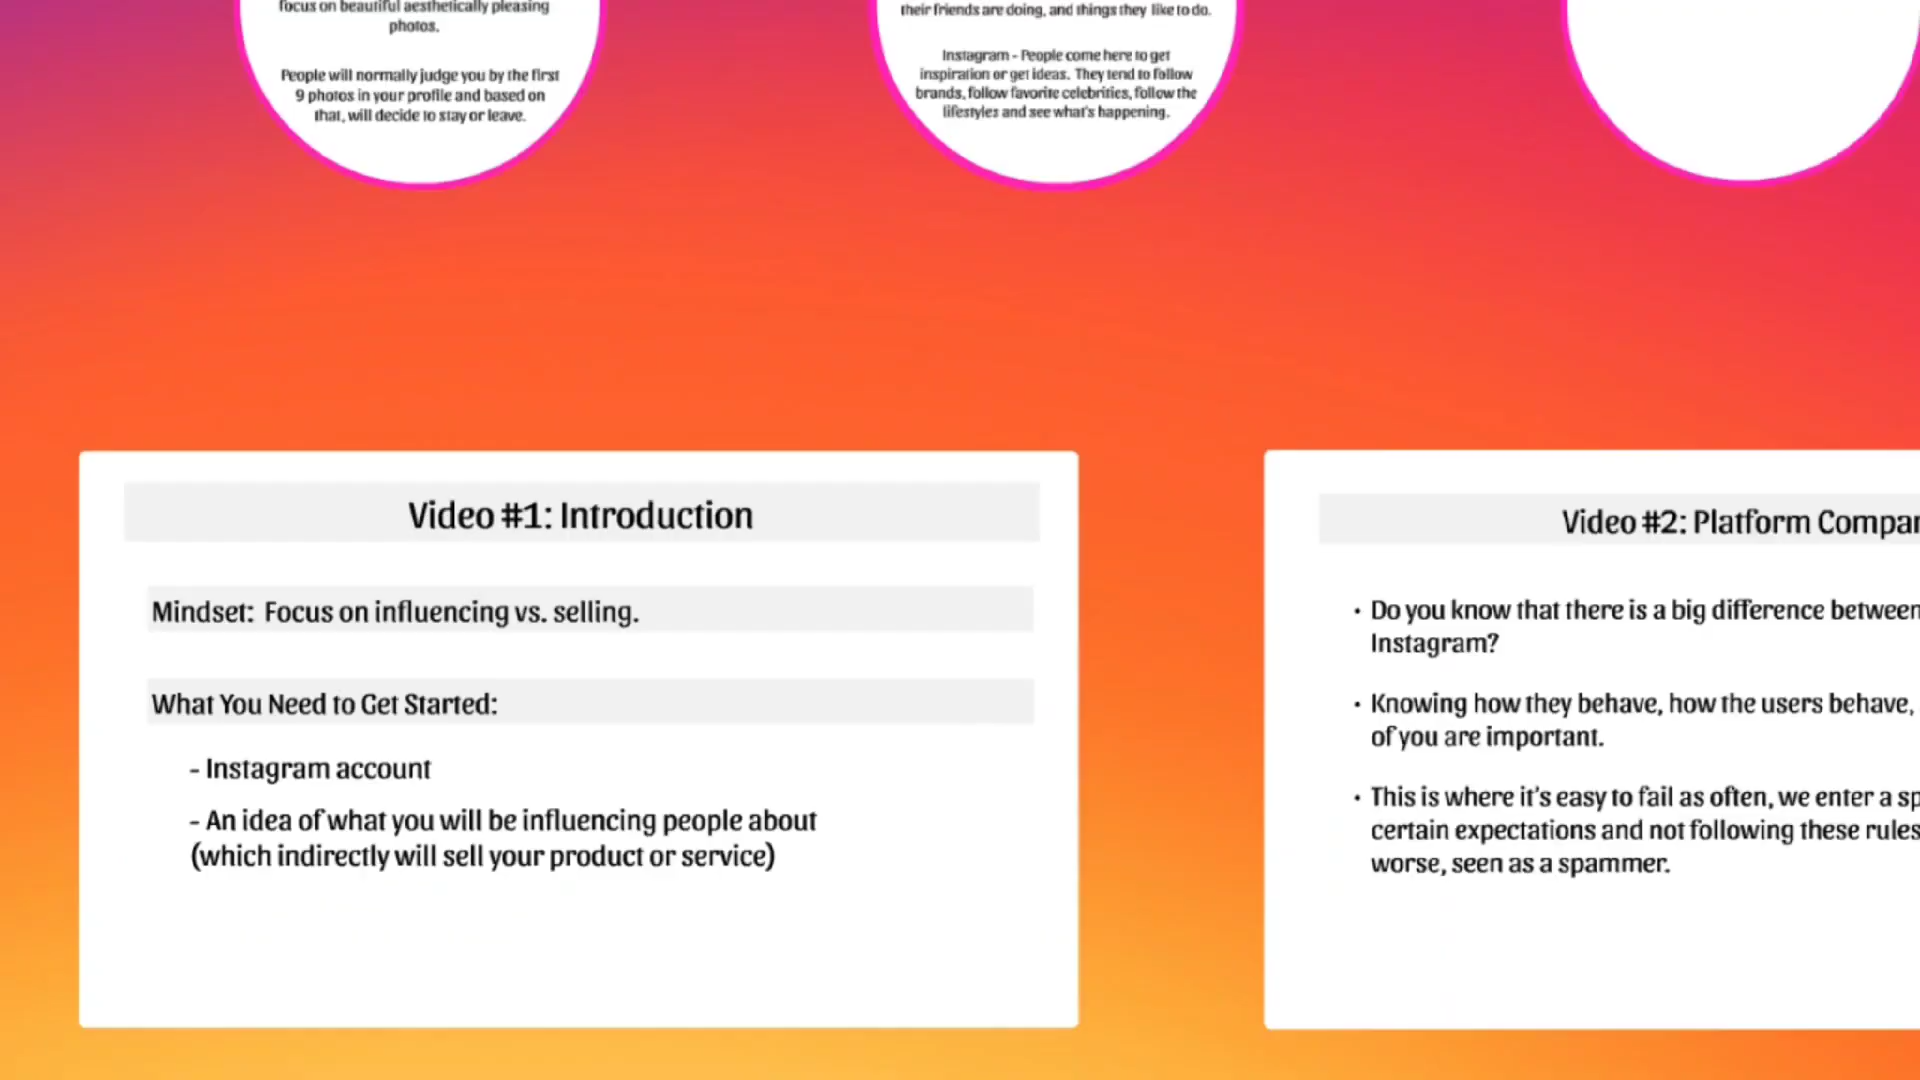 focus on beautiful aesthetically pleasing
photos.
People will normally judge you by the first
9 photos in your profile and based on
that, will decide to stay or leave.
their friends are doing, and things they like to do.
Instagram - People come here to get
inspiration or get ideas. They tend to follow
brands, follow favorite celebrities, follow the
lifestyles and see what's happening.
Video #1: Introduction
Mindset: Focus on influencing vs. selling.
What You Need to Get Started:
- Instagram account
- An idea of what you will be influencing people about
(which indirectly will sell your product or service)
Video #2: Platform Compar
• Do you know that there is a big difference between
Instagram?
• Knowing how they behave, how the users behave,
of you are important.
• This is where it's easy to fail as often, we enter a sp
certain expectations and not following these rules
worse, seen as a spammer.